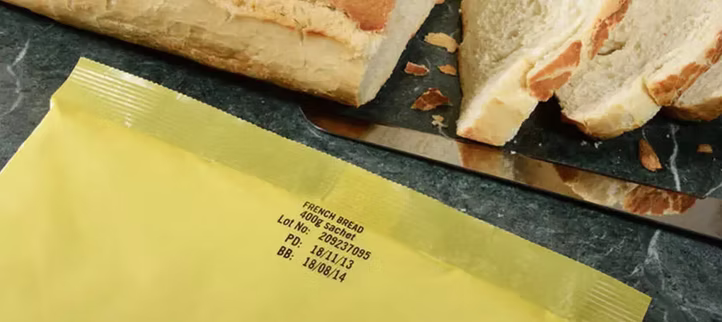 FRENCH BREAD
400g sachet
Lot No: 209237095
PD: 18/11/13
BB: 18/08/14